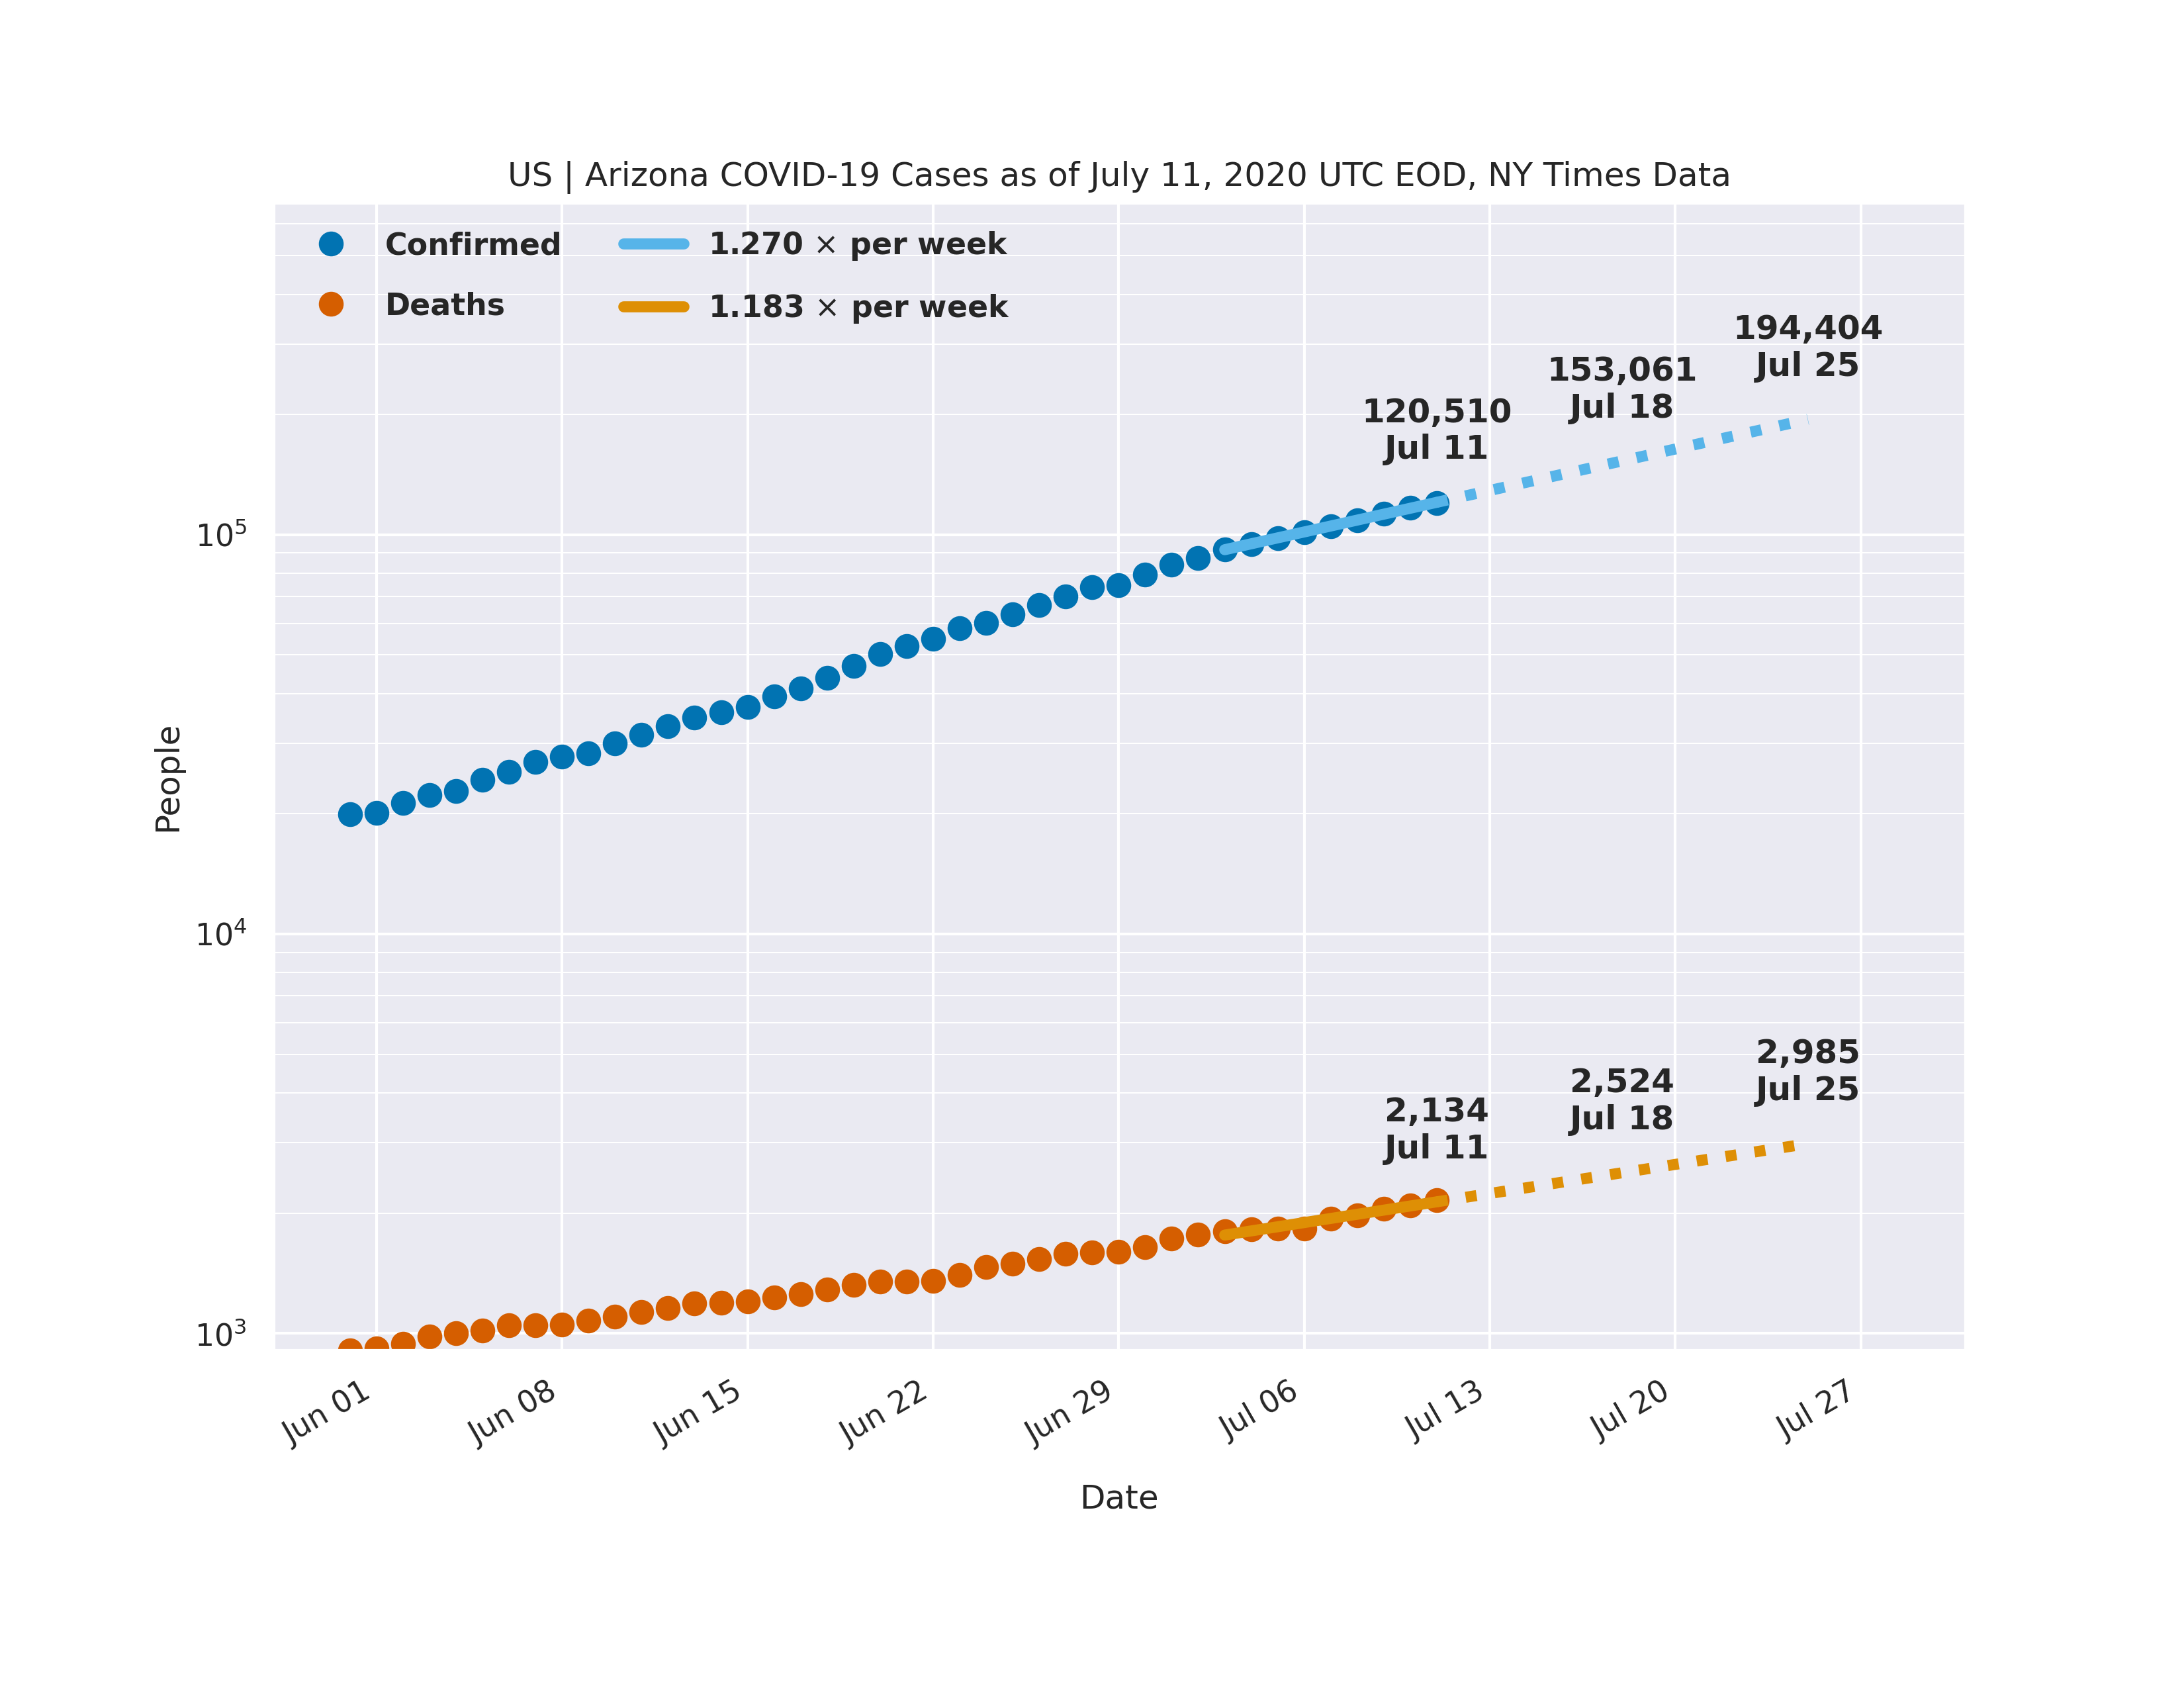 US | Arizona COVID-19 Cases as of July 11, 2020 UTC EOD, NY Times Data
Confirmed
1.270 × per week
Deaths
1.183 × per week
194,404
Jul 25
153,061
Jul 18
120,510
Jul 11
10⁵
People
10⁴
2,985
Jul 25
2,524
Jul 18
2,134
Jul 11
10³
Jun 01
Jun 08
Jun 15
Jun 22
Jun 29
Jul 06
Jul 13
Jul 20
Jul 27
Date